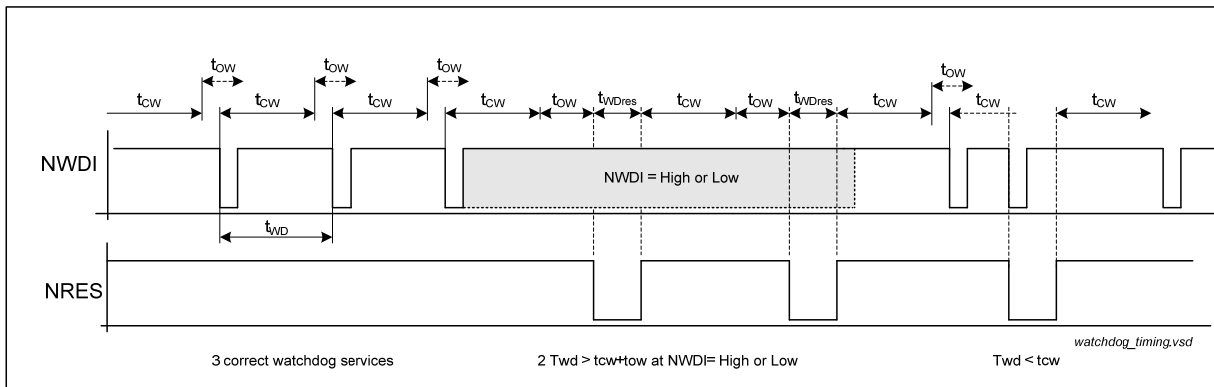 tOW tOW tOW tOW
tCW tCW tCW tCW tOW tWDres tCW tOW tWDres tCW tCW tCW
NWDI
NWDI = High or Low
tWD
NRES
watchdog_timing.vsd
3 correct watchdog services 2 Twd > tcw+tow at NWDI= High or Low Twd < tcw